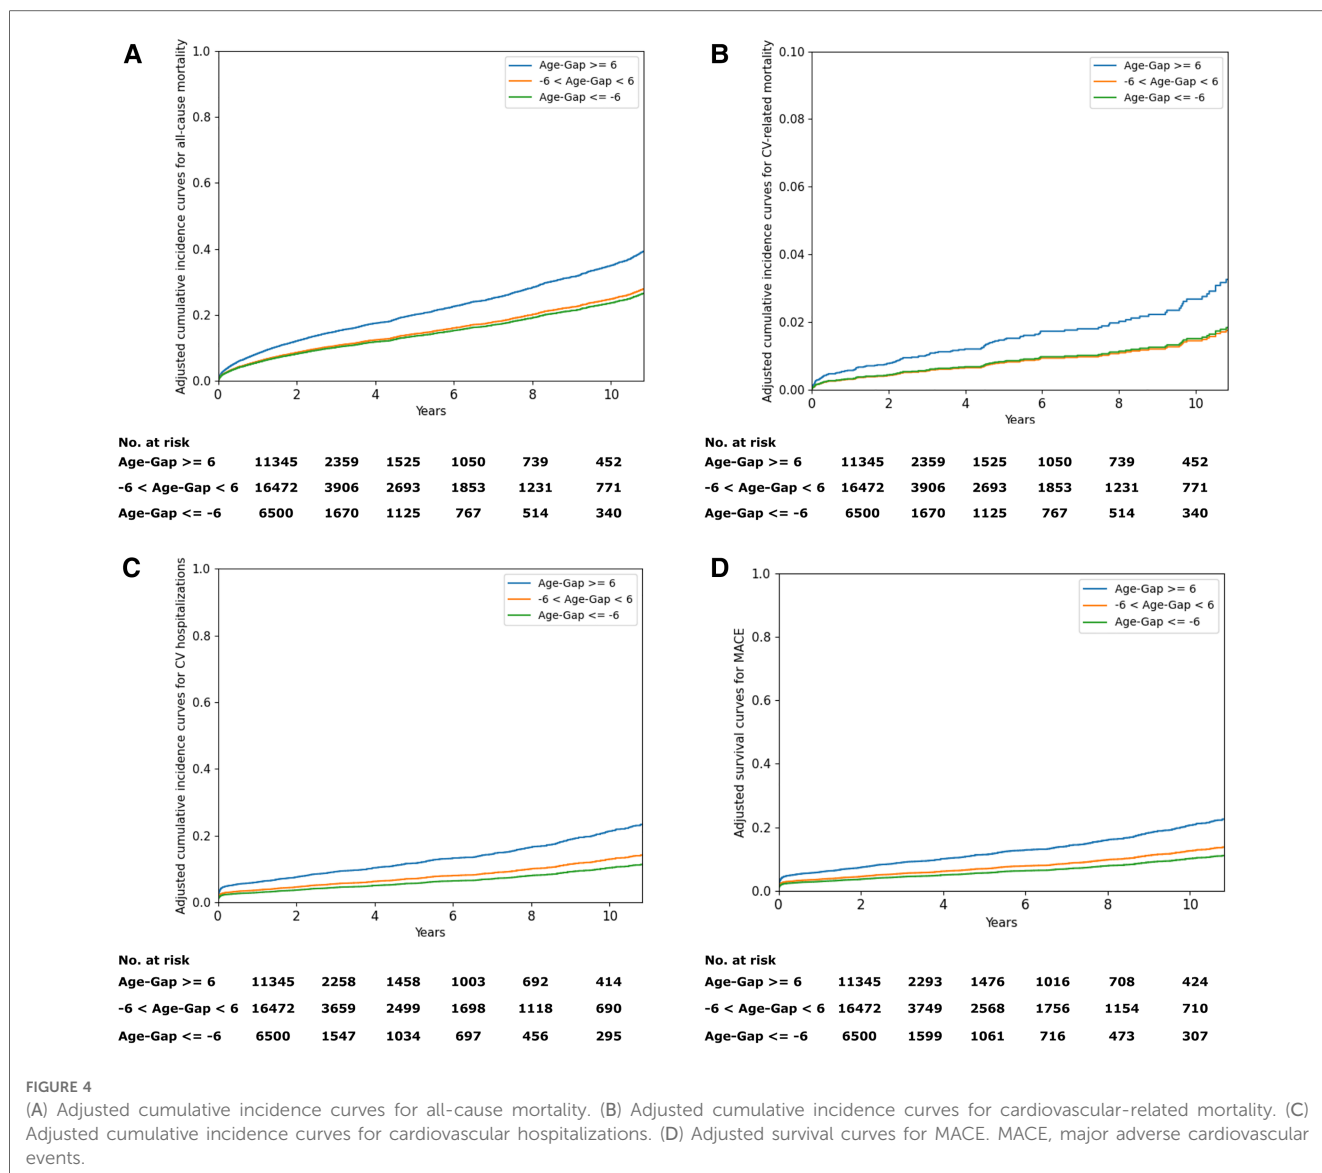 A
Adjusted cumulative incidence curves for all-cause mortality
1.0
0.8
0.6
0.4
0.2
0.0
0 2 4 6 8 10
Years
Age-Gap >= 6
-6 < Age-Gap < 6
Age-Gap <= -6
No. at risk
Age-Gap >= 6 11345 2359 1525 1050 739 452
-6 < Age-Gap < 6 16472 3906 2693 1853 1231 771
Age-Gap <= -6 6500 1670 1125 767 514 340
B
Adjusted cumulative incidence curves for CV-related mortality
0.10
0.08
0.06
0.04
0.02
0.00
0 2 4 6 8 10
Years
Age-Gap >= 6
-6 < Age-Gap < 6
Age-Gap <= -6
No. at risk
Age-Gap >= 6 11345 2359 1525 1050 739 452
-6 < Age-Gap < 6 16472 3906 2693 1853 1231 771
Age-Gap <= -6 6500 1670 1125 767 514 340
C
Adjusted cumulative incidence curves for CV hospitalizations
1.0
0.8
0.6
0.4
0.2
0.0
0 2 4 6 8 10
Years
Age-Gap >= 6
-6 < Age-Gap < 6
Age-Gap <= -6
No. at risk
Age-Gap >= 6 11345 2258 1458 1003 692 414
-6 < Age-Gap < 6 16472 3659 2499 1698 1118 690
Age-Gap <= -6 6500 1547 1034 697 456 295
D
Adjusted survival curves for MACE
1.0
0.8
0.6
0.4
0.2
0.0
0 2 4 6 8 10
Years
Age-Gap >= 6
-6 < Age-Gap < 6
Age-Gap <= -6
No. at risk
Age-Gap >= 6 11345 2293 1476 1016 708 424
-6 < Age-Gap < 6 16472 3749 2568 1756 1154 710
Age-Gap <= -6 6500 1599 1061 716 473 307
FIGURE 4
(A) Adjusted cumulative incidence curves for all-cause mortality. (B) Adjusted cumulative incidence curves for cardiovascular-related mortality. (C)
Adjusted cumulative incidence curves for cardiovascular hospitalizations. (D) Adjusted survival curves for MACE. MACE, major adverse cardiovascular
events.